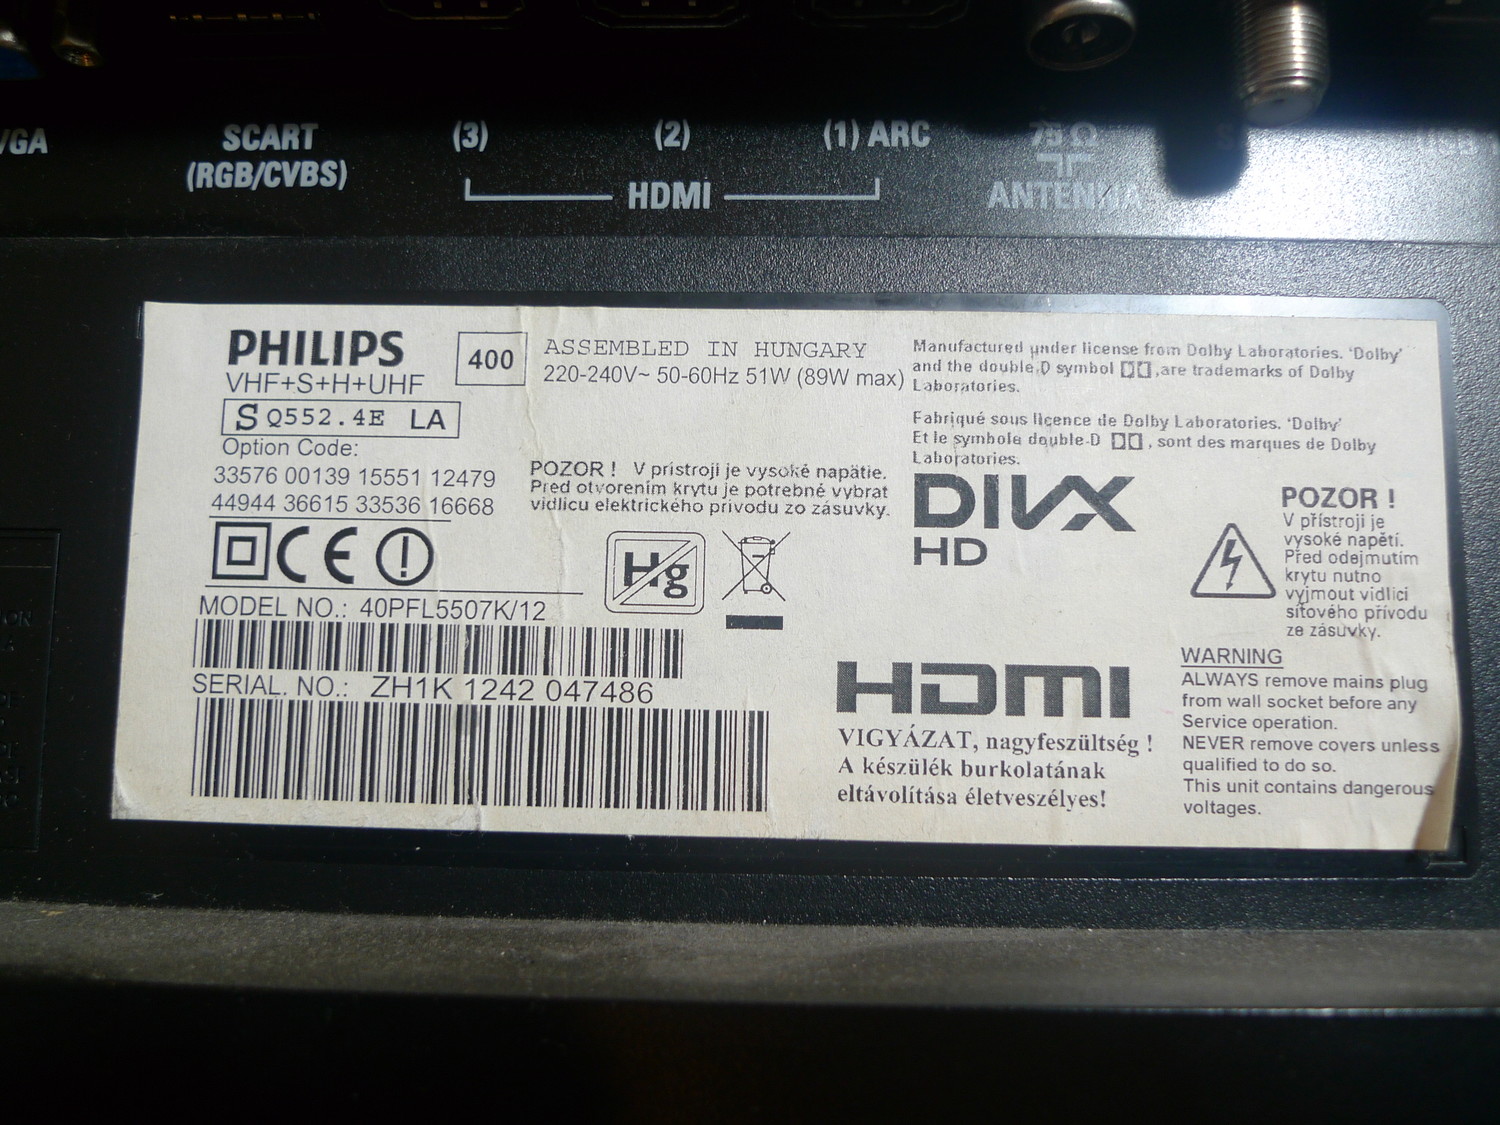 VGA
SCART
(RGB/CVBS)
(3)
(2)
(1) ARC
HDMI
75 Ω
ANTENNA
PHILIPS
VHF+S+H+UHF
400
S Q552.4E LA
Option Code:
33576 00139 15551 12479
44944 36615 33536 16668
CE
MODEL NO.: 40PFL5507K/12
SERIAL. NO.: ZH1K 1242 047486
ASSEMBLED IN HUNGARY
220-240V~ 50-60Hz 51W (89W max)
POZOR ! V pristroji je vysoké napätie.
Pred otvorením krytu je potrebné vybrat
vidlicu elektrického privodu zo zásuvky.
Hg
Manufactured under license from Dolby Laboratories. 'Dolby'
and the double.D symbol ,are trademarks of Dolby
Laboratories.
Fabriqué sous licence de Dolby Laboratories. 'Dolby'
Et le symbole double-D , sont des marques de Dolby
Laboratories.
DIVX
HD
HDMI
VIGYÁZAT, nagyfeszültség !
A készülék burkolatának
eltávolítása életveszélyes!
POZOR !
V přístroji je
vysoké napětí.
Před odejmutím
krytu nutno
vyjmout vidlici
síťového přívodu
ze zásuvky.
WARNING
ALWAYS remove mains plug
from wall socket before any
Service operation.
NEVER remove covers unless
qualified to do so.
This unit contains dangerous
voltages.